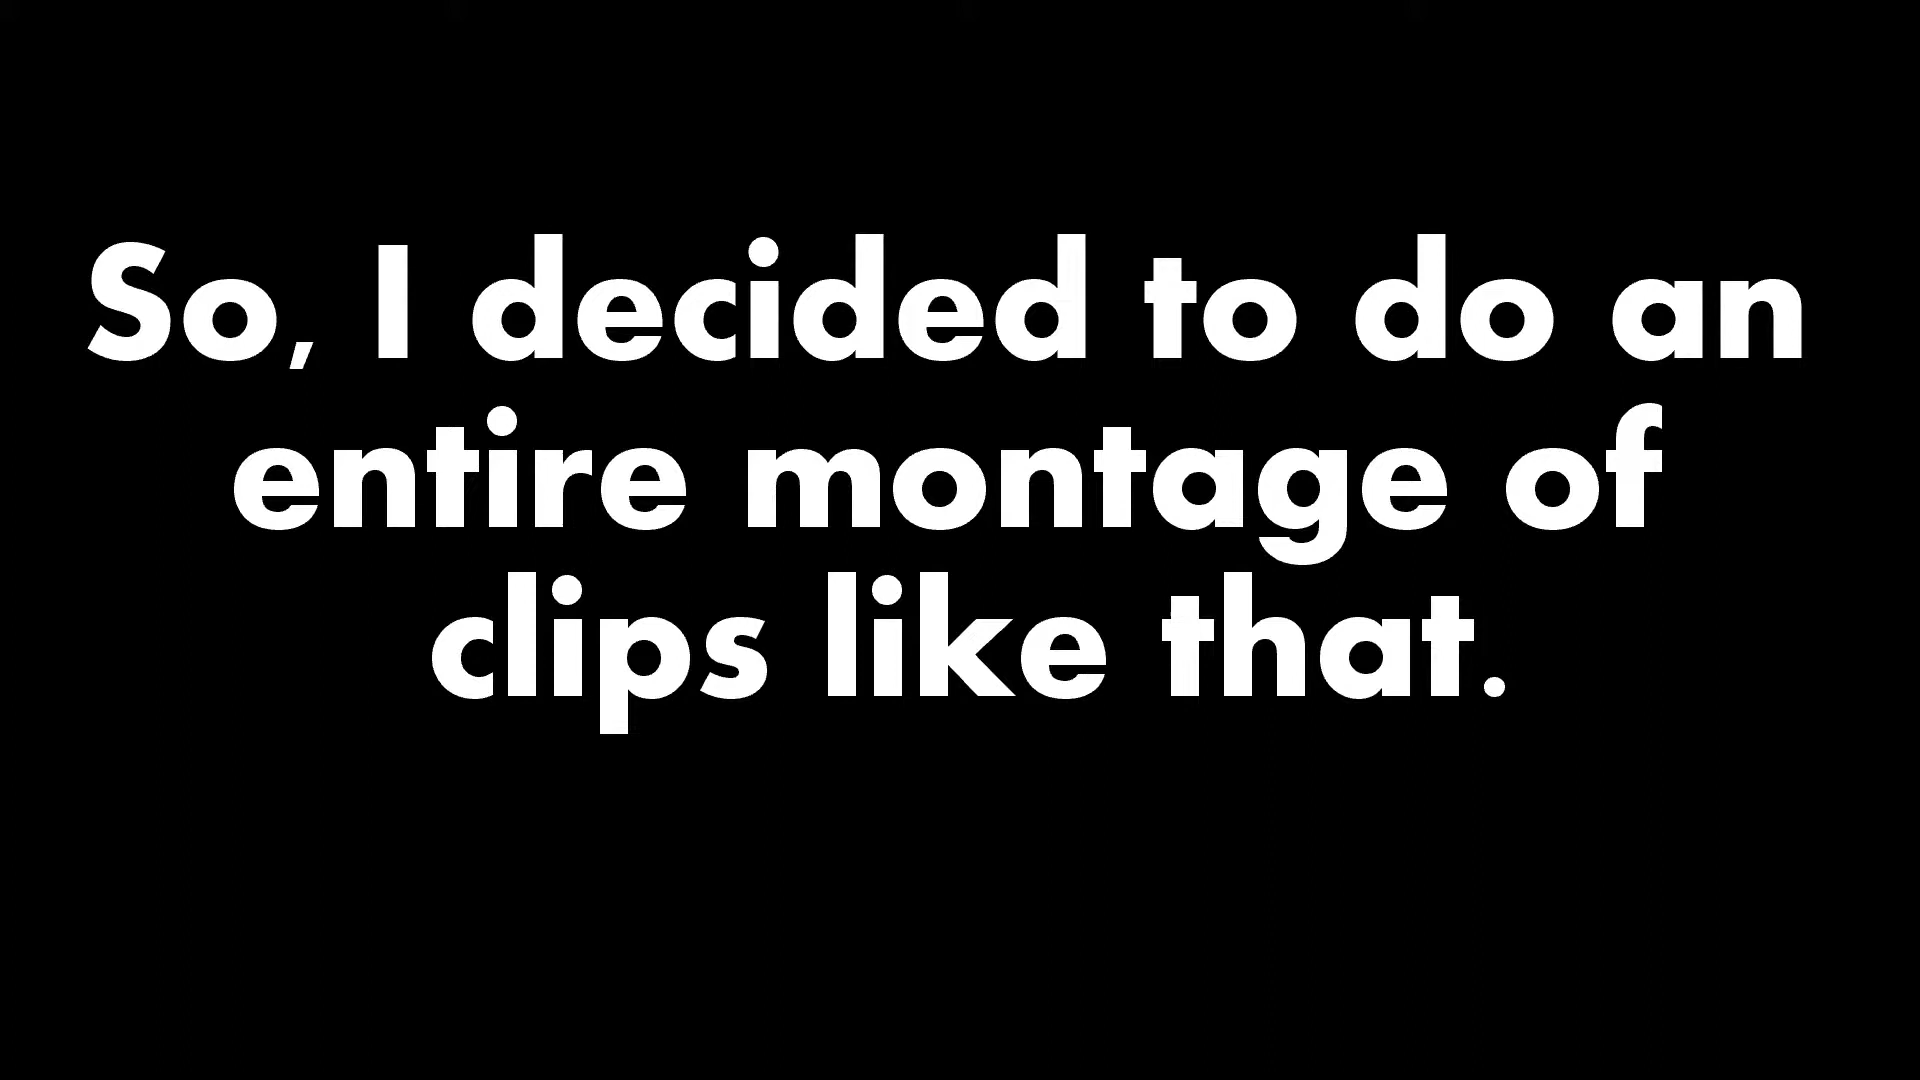 So, I decided to do an
entire montage of
clips like that.